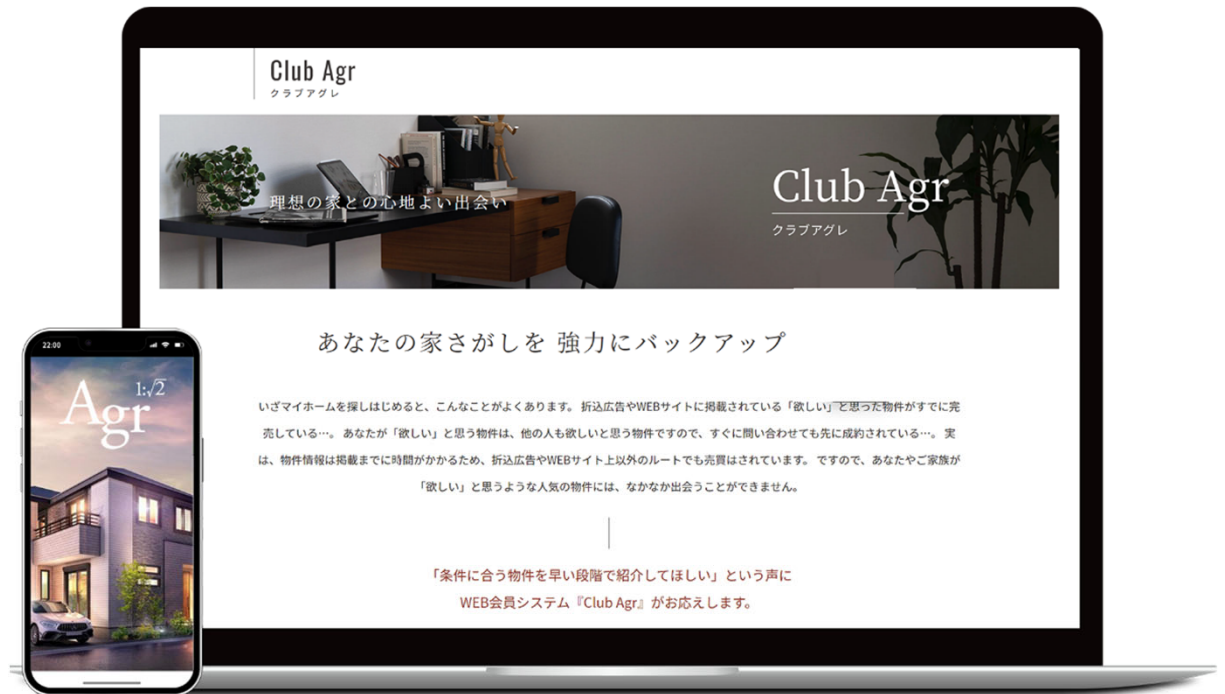 Club Agr
クラブアグレ
理想の家との心地よい出会い
Club Agr
クラブアグレ
あなたの家さがしを 強力にバックアップ
いざマイホームを探しはじめると、こんなことがよくあります。 折込広告やWEBサイトに掲載されている「欲しい」と思った物件がすでに完
売している…。 あなたが「欲しい」と思う物件は、他の人も欲しいと思う物件ですので、すぐに問い合わせても先に成約されている…。 実
は、物件情報は掲載までに時間がかかるため、折込広告やWEBサイト上以外のルートでも売買はされています。 ですので、あなたやご家族が
「欲しい」と思うような人気の物件には、なかなか出会うことができません。
「条件に合う物件を早い段階で紹介してほしい」という声に
WEB会員システム『Club Agr』がお応えします。
22:00
1:√2
Agr